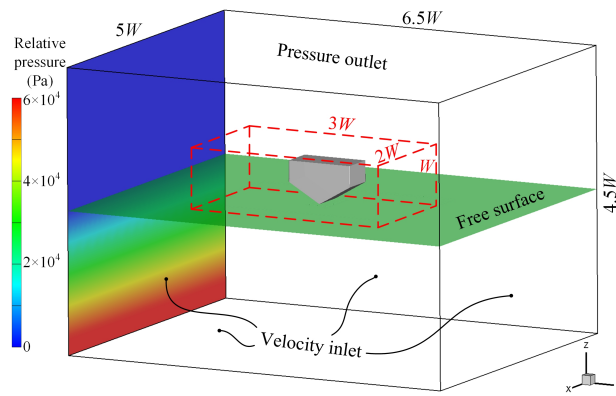 5W
6.5W
Pressure outlet
Relative
pressure
(Pa)
6×10⁴
4×10⁴
2×10⁴
0
3W
2W
W
Free surface
4.5W
Velocity inlet
z
x